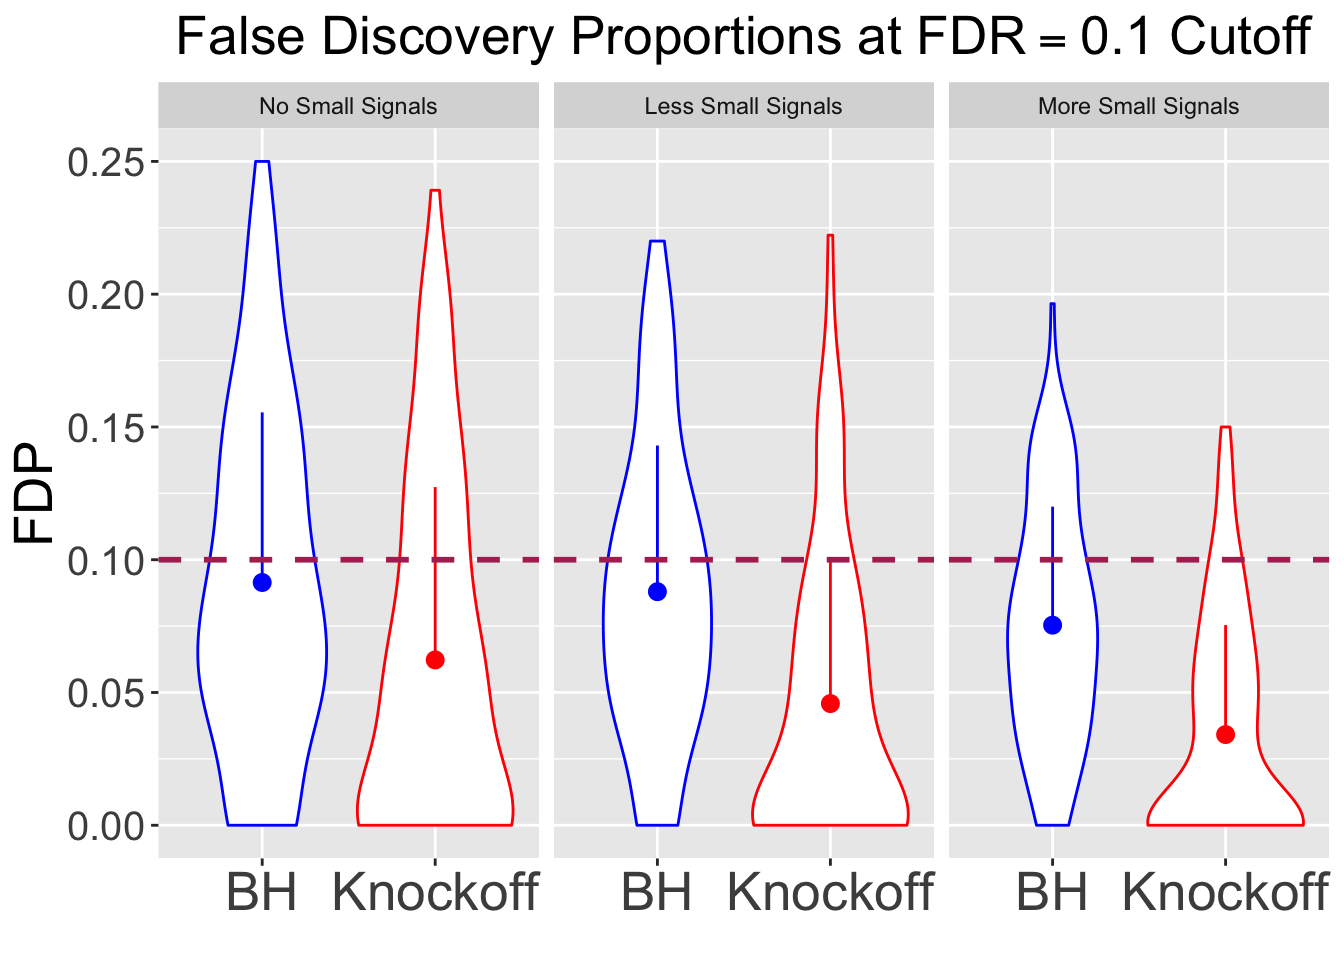 False Discovery Proportions at FDR = 0.1 Cutoff
No Small Signals
Less Small Signals
More Small Signals
FDP
0.25
0.20
0.15
0.10
0.05
0.00
BH
Knockoff
BH
Knockoff
BH
Knockoff